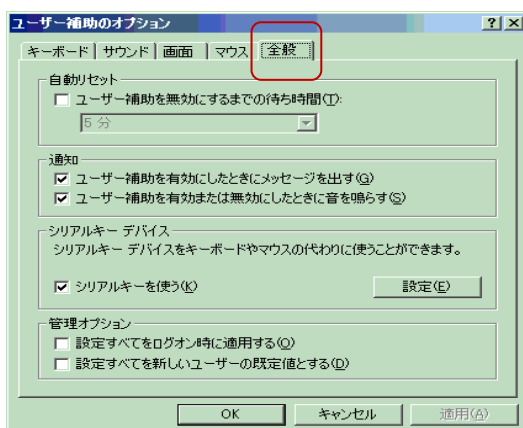 ユーザー補助のオプション
キーボード サウンド 画面 マウス 全般
自動リセット
ユーザー補助を無効にするまでの待ち時間(T):
5 分
通知
ユーザー補助を有効にしたときにメッセージを出す(G)
ユーザー補助を有効または無効にしたときに音を鳴らす(S)
シリアルキー デバイス
シリアルキー デバイスをキーボードやマウスの代わりに使うことができます。
シリアルキーを使う(K) 設定(E)
管理オプション
設定すべてをログオン時に適用する(O)
設定すべてを新しいユーザーの既定値とする(D)
OK キャンセル 適用(A)